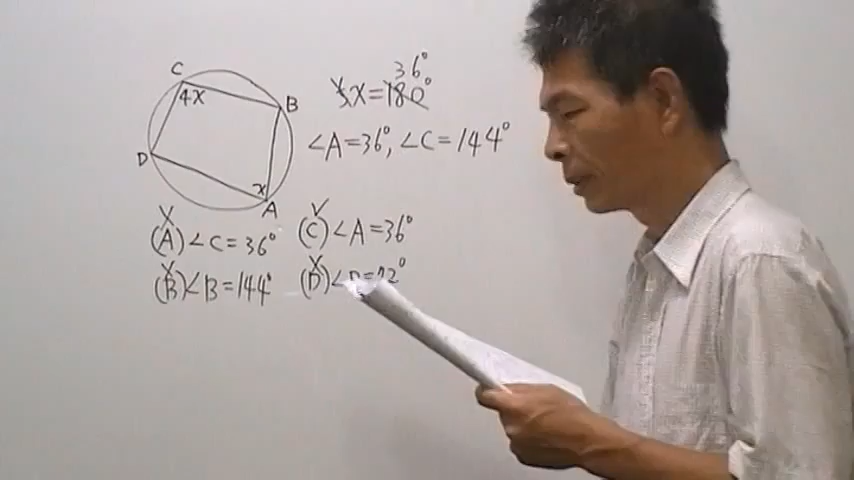 C
4X
B
D
X
A
36°
5X=180°
∠A=36°, ∠C=144°
(A)∠C=36°
(C)∠A=36°
(B)∠B=144°
(D)∠